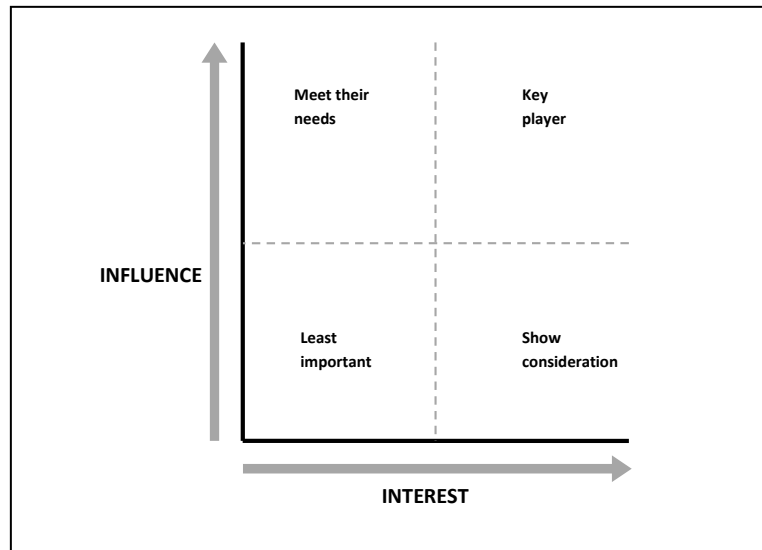 Meet their
needs
Key
player
INFLUENCE
Least
important
Show
consideration
INTEREST